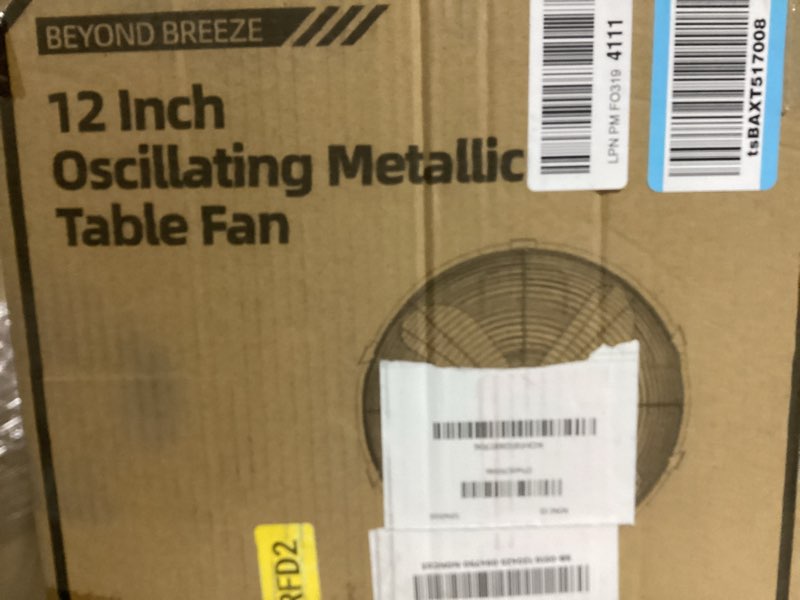 BEYOND BREEZE
12 Inch
Oscillating Metallic
Table Fan
LPN PM FO319 4111
tsBAXT517008
RFD2